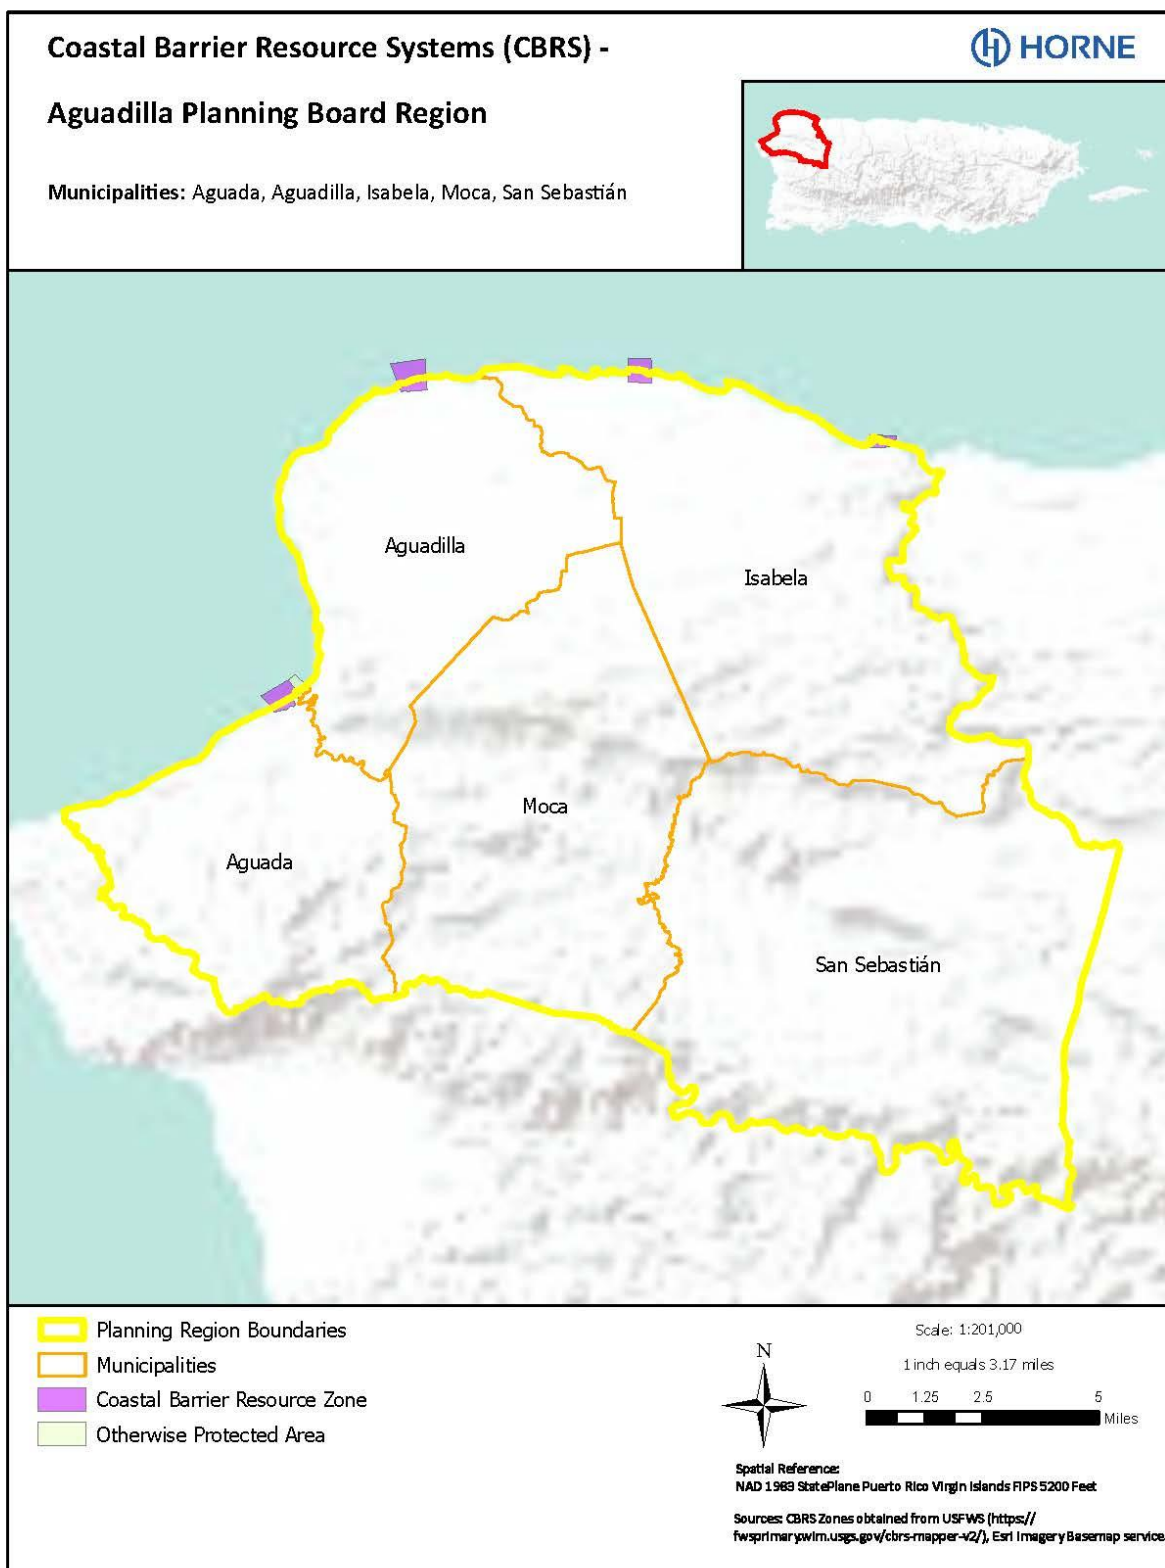 Coastal Barrier Resource Systems (CBRS) -
HORNE
Aguadilla Planning Board Region
Municipalities: Aguada, Aguadilla, Isabela, Moca, San Sebastián
Aguadilla
Isabela
Moca
Aguada
San Sebastián
Planning Region Boundaries
Municipalities
Coastal Barrier Resource Zone
Otherwise Protected Area
N
Scale: 1:201,000
1 inch equals 3.17 miles
0 1.25 2.5 5
Miles
Spatial Reference:
NAD 1983 StatePlane Puerto Rico Virgin Islands FIPS 5200 Feet
Sources: CBRS Zones obtained from USFWS (https://
fwsprimary.wim.usgs.gov/cbrs-mapper-v2/), Esri Imagery Basemap service